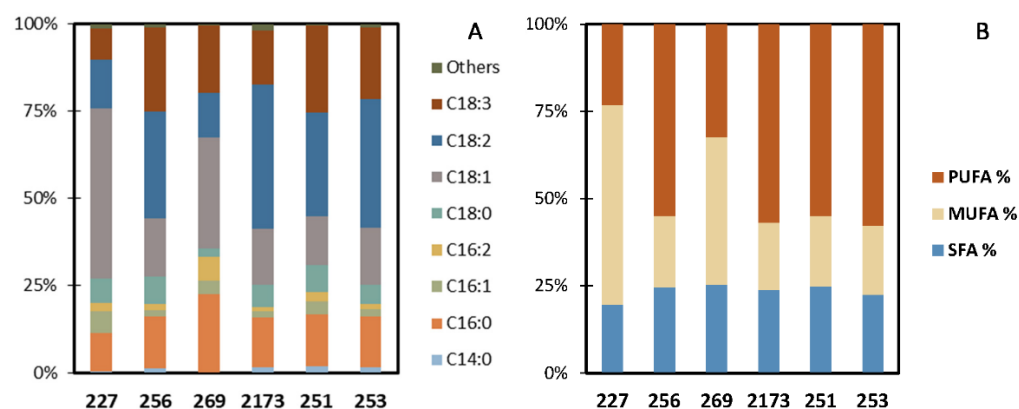 A
100%
75%
50%
25%
0%
227 256 269 2173 251 253
Others
C18:3
C18:2
C18:1
C18:0
C16:2
C16:1
C16:0
C14:0
B
100%
75%
50%
25%
0%
227 256 269 2173 251 253
PUFA %
MUFA %
SFA %